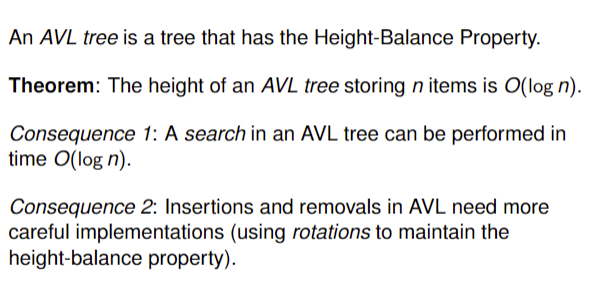 An AVL tree is a tree that has the Height-Balance Property.
Theorem: The height of an AVL tree storing n items is O(log n).
Consequence 1: A search in an AVL tree can be performed in
time O(log n).
Consequence 2: Insertions and removals in AVL need more
careful implementations (using rotations to maintain the
height-balance property).